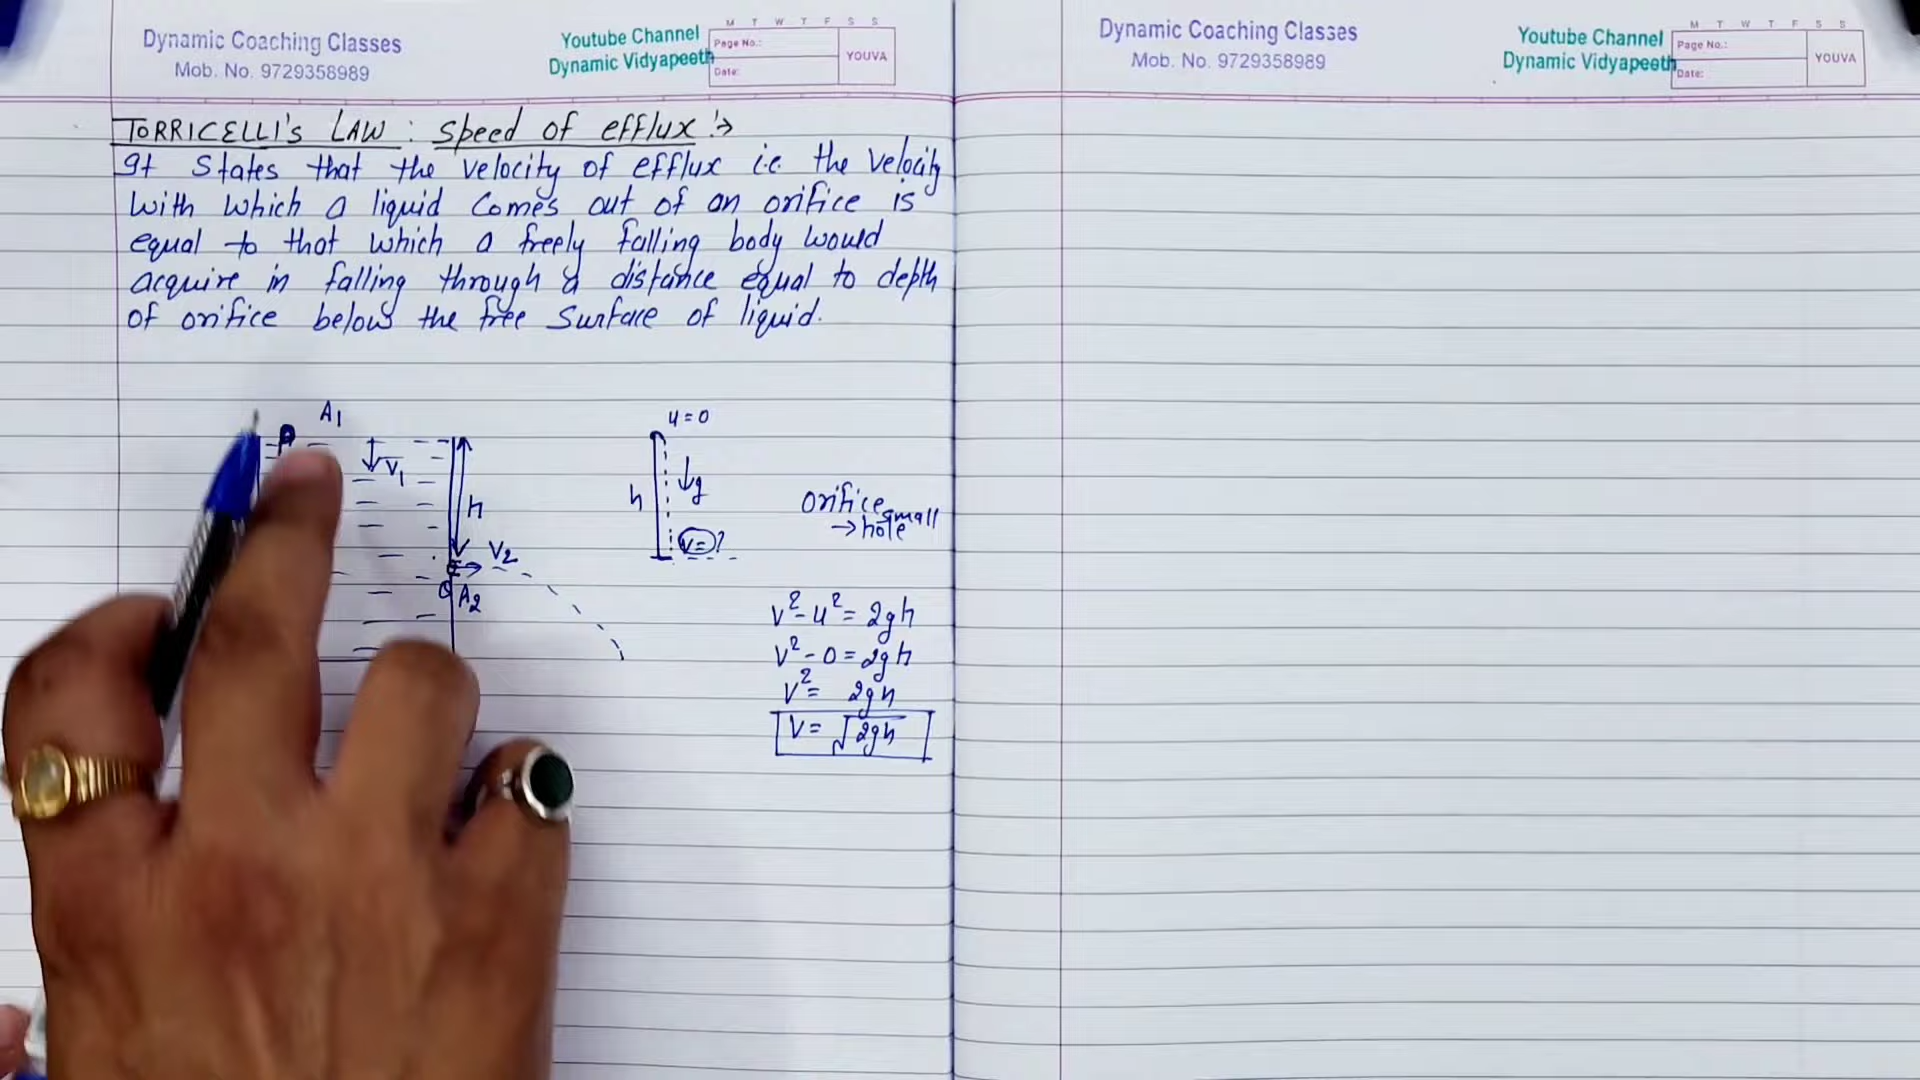 Dynamic Coaching Classes
Mob. No. 9729358989
Youtube Channel
Dynamic Vidyapeeth
M T W T F S S
Page No.:
Date:
YOUVA
TORRICELLI's LAW : Speed of efflux :→
It States that the velocity of efflux i.e. the velocity
with which a liquid comes out of an orifice is
equal to that which a freely falling body would
acquire in falling through a distance equal to depth
of orifice below the free surface of liquid.
A₁
P
V₁
h
V₂
A₂
u = 0
h
g
V = ?
Orifice
→ small hole
v² - u² = 2gh
v² - 0 = 2gh
v² = 2gh
V = √2gh
Dynamic Coaching Classes
Mob. No. 9729358989
Youtube Channel
Dynamic Vidyapeeth
M T W T F S S
Page No.:
Date:
YOUVA